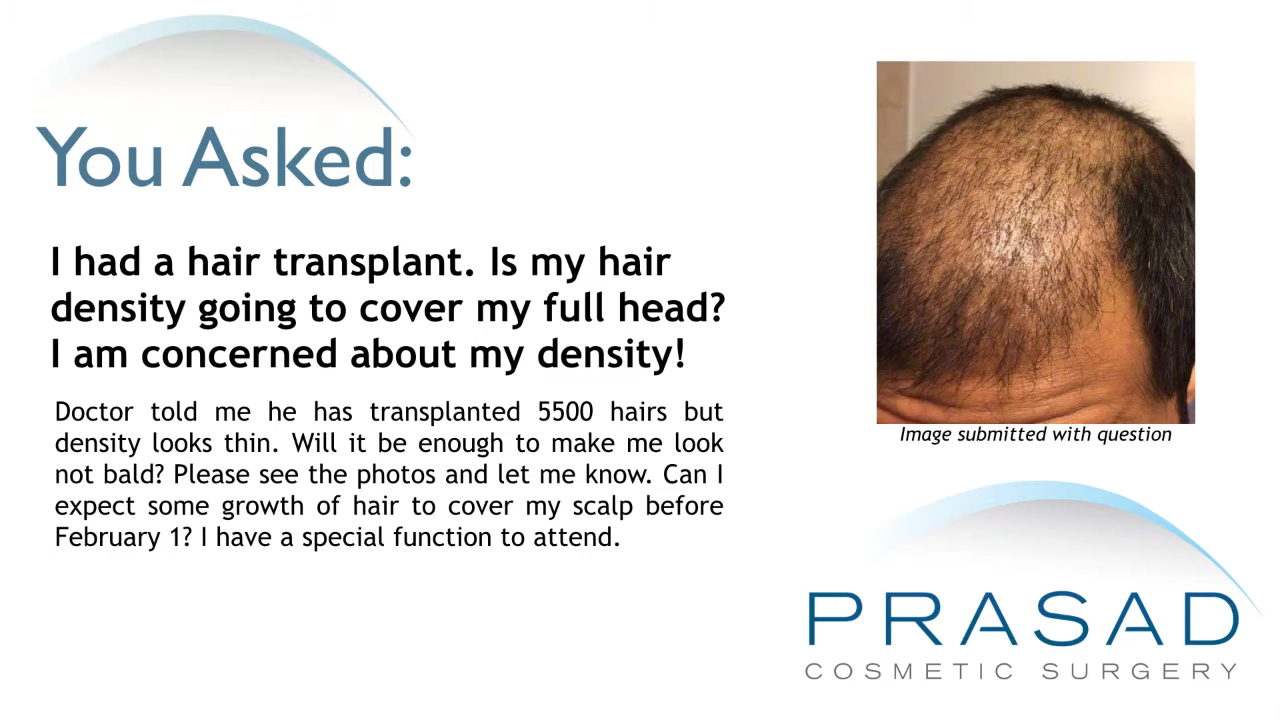 You Asked:
I had a hair transplant. Is my hair
density going to cover my full head?
I am concerned about my density!
Doctor told me he has transplanted 5500 hairs but
density looks thin. Will it be enough to make me look
not bald? Please see the photos and let me know. Can I
expect some growth of hair to cover my scalp before
February 1? I have a special function to attend.
Image submitted with question
PRASAD
COSMETIC SURGERY